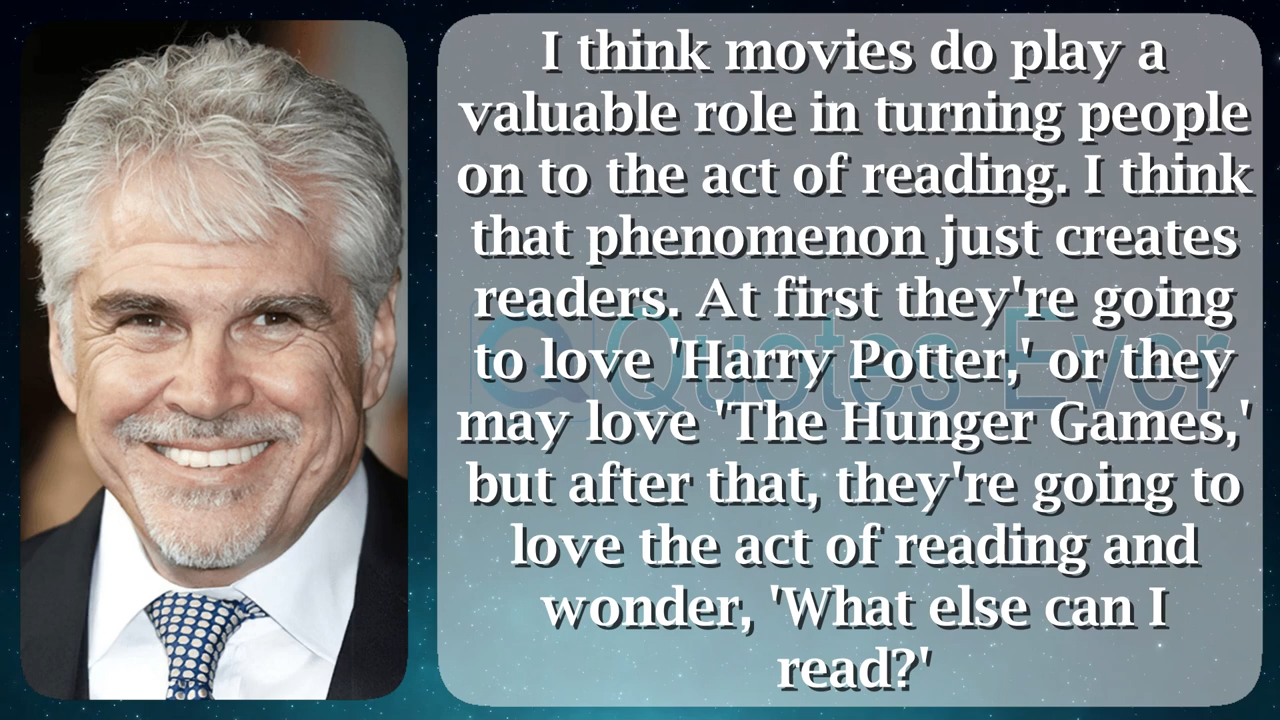 I think movies do play a
valuable role in turning people
on to the act of reading. I think
that phenomenon just creates
readers. At first they're going
to love 'Harry Potter,' or they
may love 'The Hunger Games,'
but after that, they're going to
love the act of reading and
wonder, 'What else can I
read?'
Quotes Ever